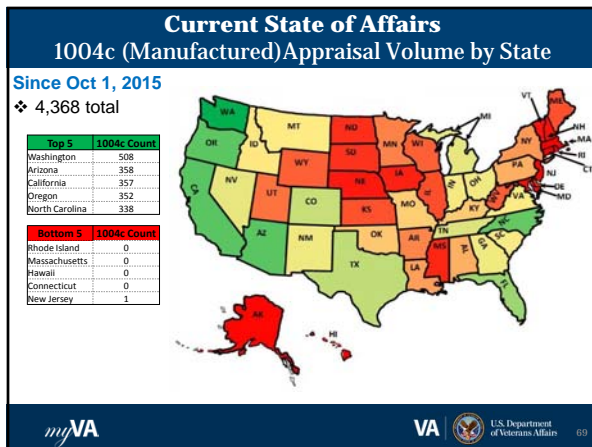 Current State of Affairs
1004c (Manufactured)Appraisal Volume by State
Since Oct 1, 2015
❖ 4,368 total
Top 5 1004c Count
Washington 508
Arizona 358
California 357
Oregon 352
North Carolina 338
Bottom 5 1004c Count
Rhode Island 0
Massachusetts 0
Hawaii 0
Connecticut 0
New Jersey 1
WA
OR
CA
ID
NV
MT
WY
UT
AZ
CO
NM
ND
SD
NE
KS
OK
TX
MN
IA
MO
AR
LA
WI
IL
MI
IN
OH
KY
TN
MS
AL
GA
FL
SC
NC
VA
WV
PA
NY
VT
ME
NH
MA
RI
CT
NJ
DE
MD
AK
HI
myVA
VA
U.S. Department
of Veterans Affairs
69